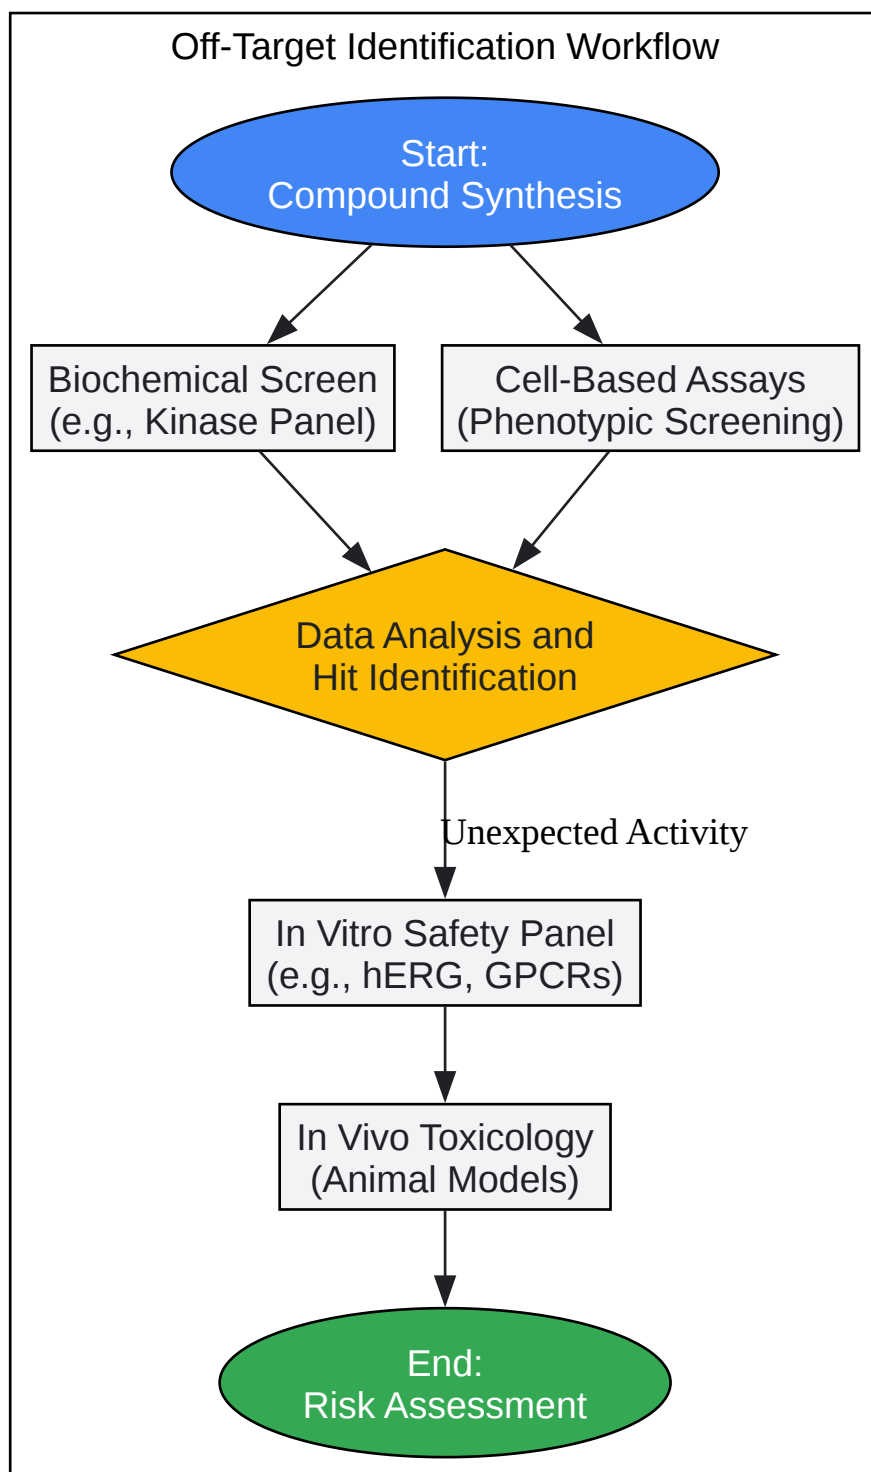 Off-Target Identification Workflow
Start:
Compound Synthesis
Biochemical Screen
(e.g., Kinase Panel)
Cell-Based Assays
(Phenotypic Screening)
Data Analysis and
Hit Identification
Unexpected Activity
In Vitro Safety Panel
(e.g., hERG, GPCRs)
In Vivo Toxicology
(Animal Models)
End:
Risk Assessment